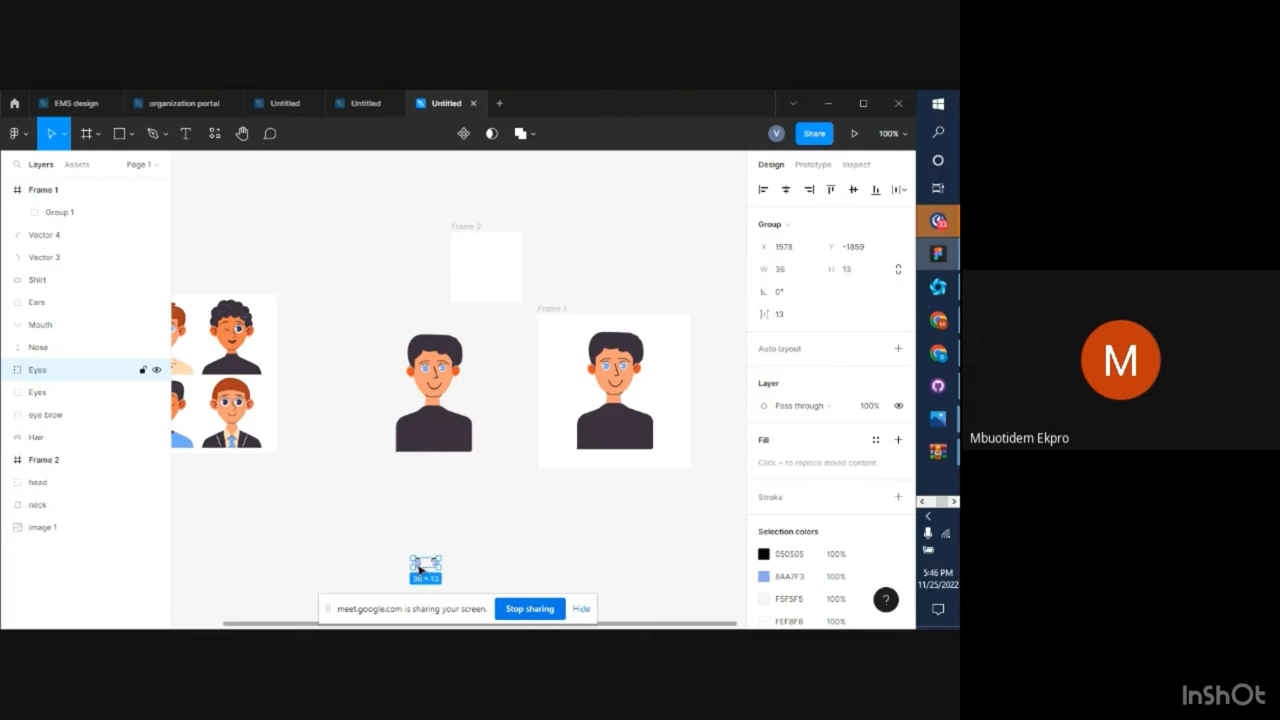 EMS design
organization portal
Untitled
Untitled
Untitled
V
Share
100%
Layers
Assets
Page 1
Frame 1
Group 1
Vector 4
Vector 3
Shirt
Ears
Mouth
Nose
Eyes
Eyes
eye brow
Hair
Frame 2
head
neck
image 1
Frame 2
Frame 1
36 × 13
meet.google.com is sharing your screen.
Stop sharing
Hide
Design
Prototype
Inspect
Group
X 1578
Y -1859
W 36
H 13
0°
13
Auto layout
Layer
Pass through
100%
Fill
Click + to replace mixed content.
Stroke
Selection colors
050505 100%
8AA7F3 100%
F5F5F5 100%
FEF8F8 100%
?
5:46 PM
11/25/2022
M
Mbuotidem Ekpro
InShOt